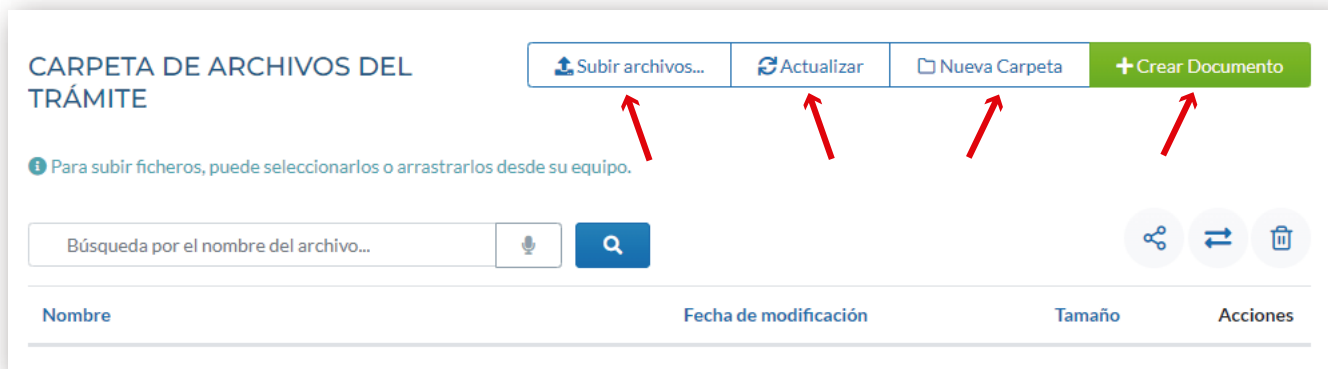 CARPETA DE ARCHIVOS DEL
TRÁMITE
Subir archivos...
Actualizar
Nueva Carpeta
Crear Documento
Para subir ficheros, puede seleccionarlos o arrastrarlos desde su equipo.
Búsqueda por el nombre del archivo...
Nombre
Fecha de modificación
Tamaño
Acciones